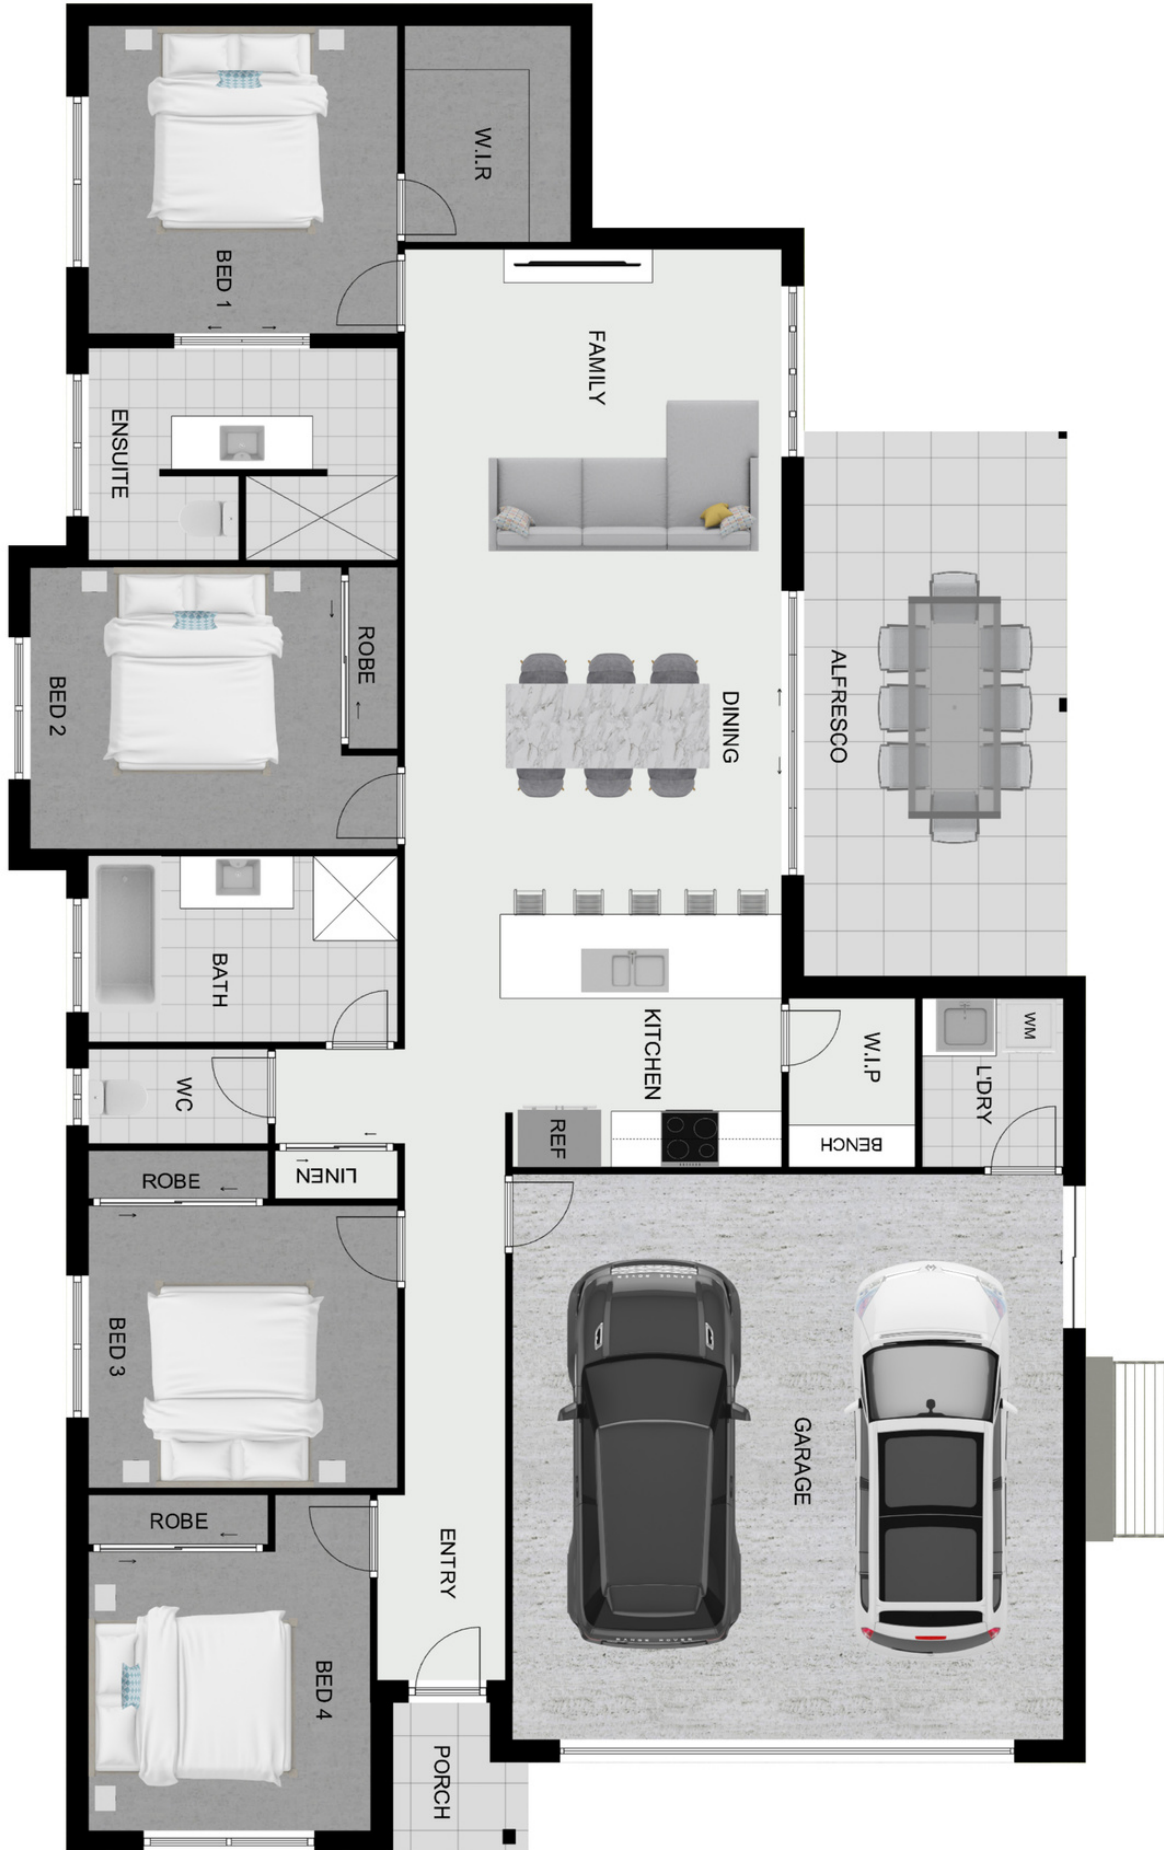 W.I.R
BED 1
FAMILY
ENSUITE
ROBE
BED 2
DINING
ALFRESCO
BATH
KITCHEN
W.I.P
WM
L'DRY
WC
REF
BENCH
ROBE
LINEN
BED 3
GARAGE
ROBE
ENTRY
BED 4
PORCH